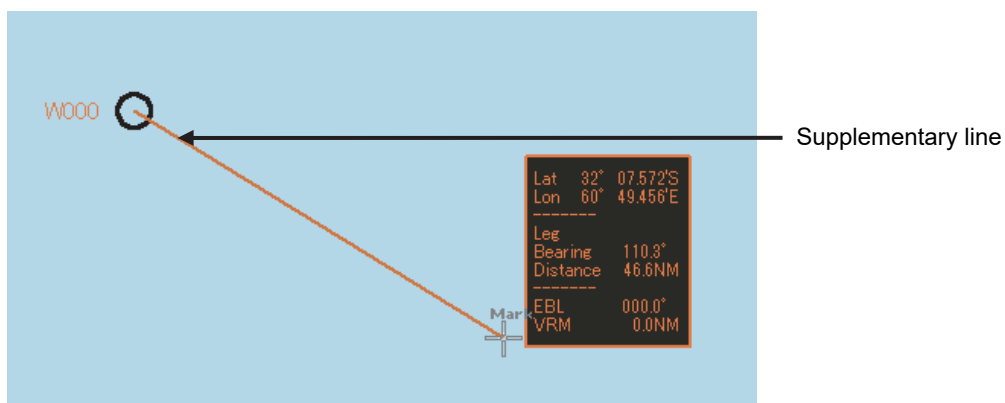 W000
Supplementary line
Lat 32° 07.572'S
Lon 60° 49.456'E
-------
Leg
Bearing 110.3°
Distance 46.6NM
-------
EBL 000.0°
VRM 0.0NM
Mark